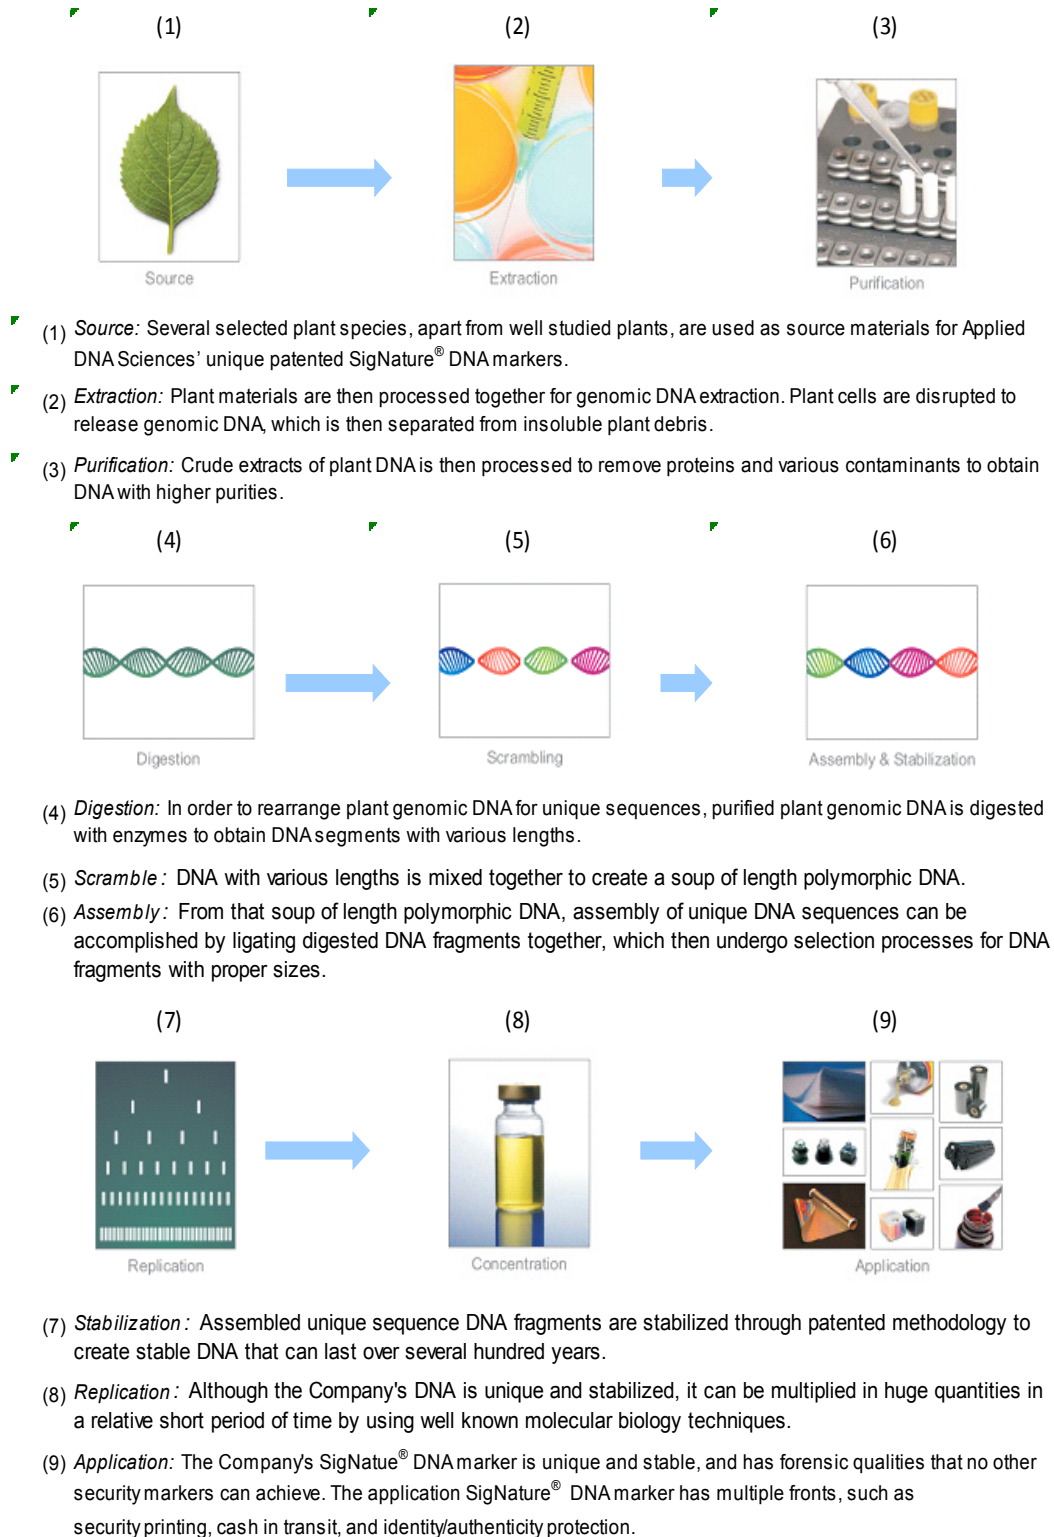 (1) (2) (3)
Source Extraction Purification
(1) Source: Several selected plant species, apart from well studied plants, are used as source materials for Applied
DNA Sciences’ unique patented SigNature® DNA markers.
(2) Extraction: Plant materials are then processed together for genomic DNA extraction. Plant cells are disrupted to
release genomic DNA, which is then separated from insoluble plant debris.
(3) Purification: Crude extracts of plant DNA is then processed to remove proteins and various contaminants to obtain
DNA with higher purities.
(4) (5) (6)
Digestion Scrambling Assembly & Stabilization
(4) Digestion: In order to rearrange plant genomic DNA for unique sequences, purified plant genomic DNA is digested
with enzymes to obtain DNA segments with various lengths.
(5) Scramble: DNA with various lengths is mixed together to create a soup of length polymorphic DNA.
(6) Assembly: From that soup of length polymorphic DNA, assembly of unique DNA sequences can be
accomplished by ligating digested DNA fragments together, which then undergo selection processes for DNA
fragments with proper sizes.
(7) (8) (9)
Replication Concentration Application
(7) Stabilization: Assembled unique sequence DNA fragments are stabilized through patented methodology to
create stable DNA that can last over several hundred years.
(8) Replication: Although the Company's DNA is unique and stabilized, it can be multiplied in huge quantities in
a relative short period of time by using well known molecular biology techniques.
(9) Application: The Company's SigNatue® DNA marker is unique and stable, and has forensic qualities that no other
security markers can achieve. The application SigNature® DNA marker has multiple fronts, such as
security printing, cash in transit, and identity/authenticity protection.